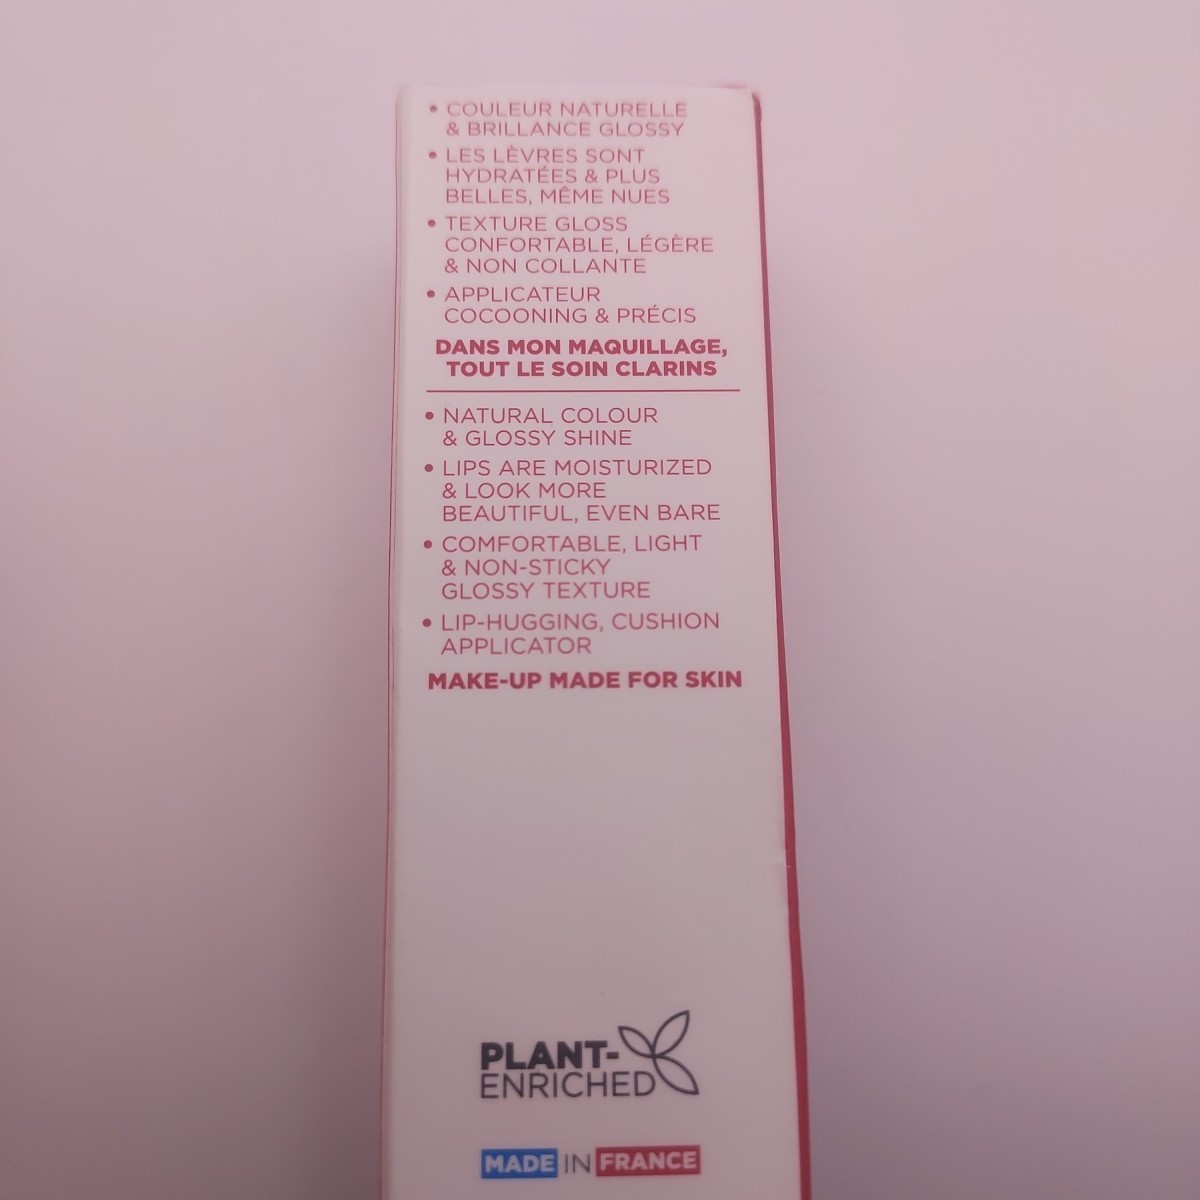 • COULEUR NATURELLE
& BRILLANCE GLOSSY
• LES LÈVRES SONT
HYDRATÉES & PLUS
BELLES, MÊME NUES
• TEXTURE GLOSS
CONFORTABLE, LÉGÈRE
& NON COLLANTE
• APPLICATEUR
COCOONING & PRÉCIS
DANS MON MAQUILLAGE,
TOUT LE SOIN CLARINS
• NATURAL COLOUR
& GLOSSY SHINE
• LIPS ARE MOISTURIZED
& LOOK MORE
BEAUTIFUL, EVEN BARE
• COMFORTABLE, LIGHT
& NON-STICKY
GLOSSY TEXTURE
• LIP-HUGGING, CUSHION
APPLICATOR
MAKE-UP MADE FOR SKIN
PLANT-
ENRICHED
MADE IN FRANCE